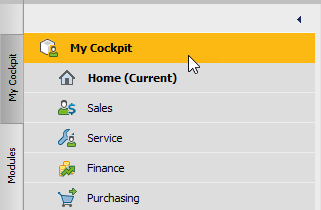 My Cockpit
Modules
My Cockpit
Home (Current)
Sales
Service
Finance
Purchasing